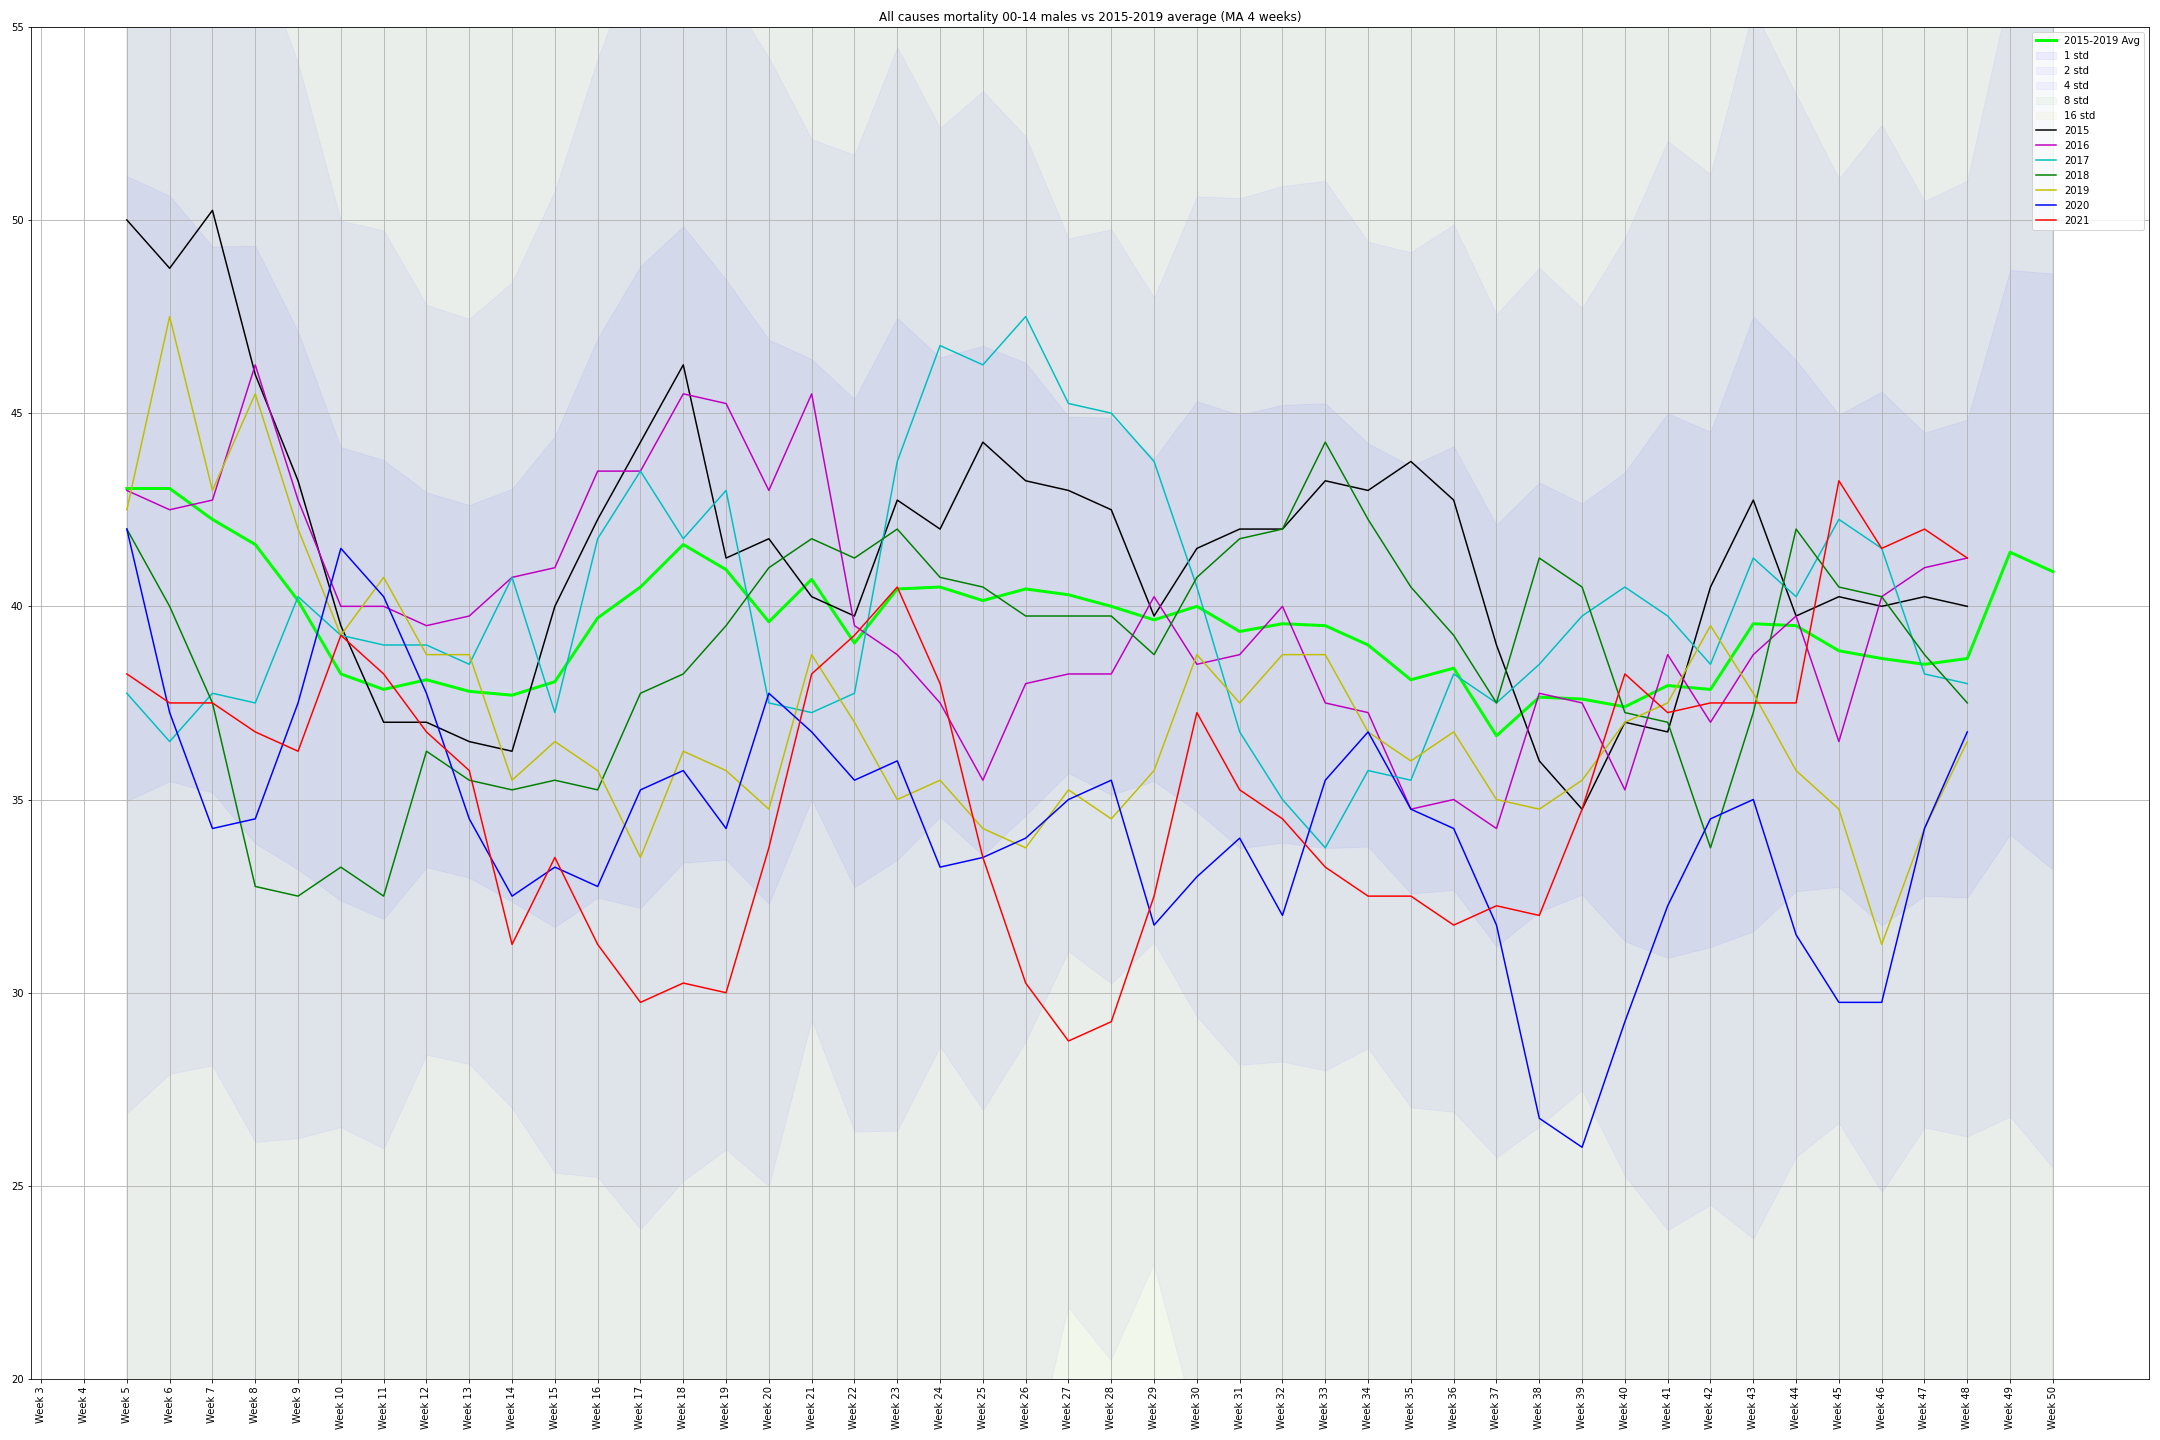 All causes mortality 00-14 males vs 2015-2019 average (MA 4 weeks)
55
50
45
40
35
30
25
20
2015-2019 Avg
1 std
2 std
4 std
8 std
16 std
2015
2016
2017
2018
2019
2020
2021
Week 3
Week 4
Week 5
Week 6
Week 7
Week 8
Week 9
Week 10
Week 11
Week 12
Week 13
Week 14
Week 15
Week 16
Week 17
Week 18
Week 19
Week 20
Week 21
Week 22
Week 23
Week 24
Week 25
Week 26
Week 27
Week 28
Week 29
Week 30
Week 31
Week 32
Week 33
Week 34
Week 35
Week 36
Week 37
Week 38
Week 39
Week 40
Week 41
Week 42
Week 43
Week 44
Week 45
Week 46
Week 47
Week 48
Week 49
Week 50